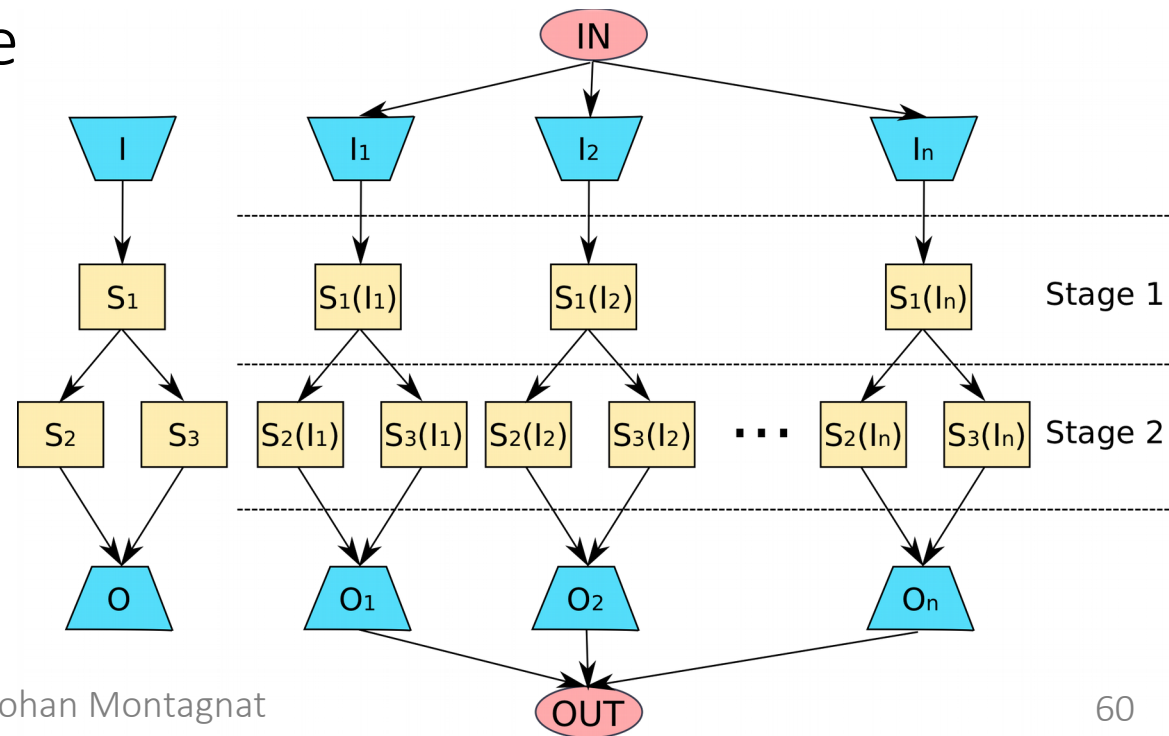 e
IN
I I₁ I₂ Iₙ
S₁ S₁(I₁) S₁(I₂) S₁(Iₙ) Stage 1
S₂ S₃ S₂(I₁) S₃(I₁) S₂(I₂) S₃(I₂) ... S₂(Iₙ) S₃(Iₙ) Stage 2
O O₁ O₂ Oₙ
OUT
ohan Montagnat 60